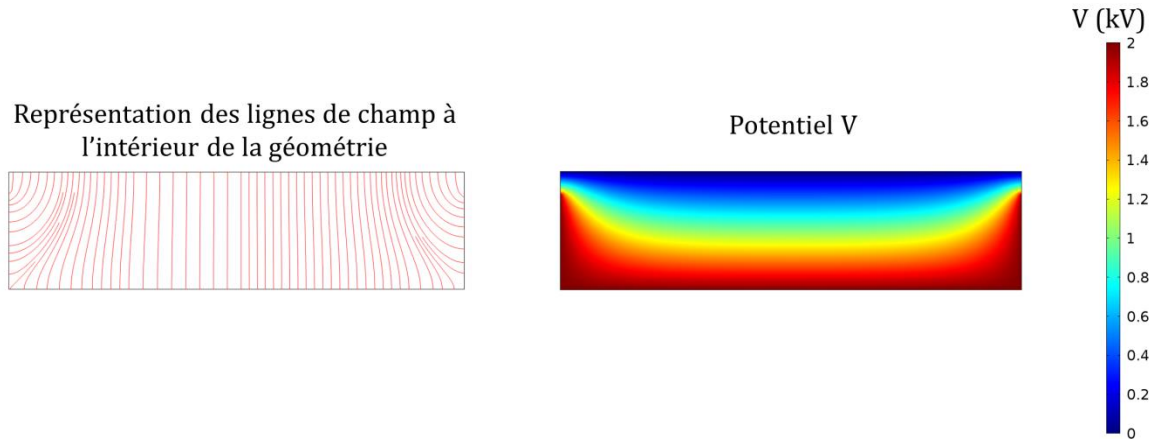 Représentation des lignes de champ à
l'intérieur de la géométrie
Potentiel V
V (kV)
2
1.8
1.6
1.4
1.2
1
0.8
0.6
0.4
0.2
0